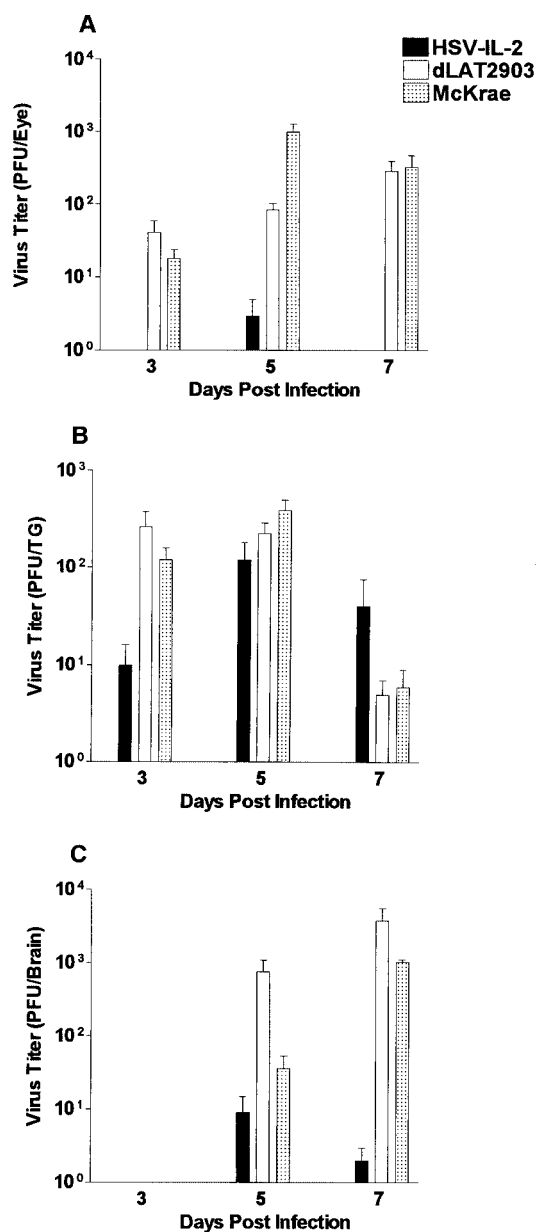 A
HSV-IL-2
dLAT2903
McKrae
Virus Titer (PFU/Eye)
10⁴
10³
10²
10¹
10⁰
3 5 7
Days Post Infection
B
Virus Titer (PFU/TG)
10³
10²
10¹
10⁰
3 5 7
Days Post Infection
C
Virus Titer (PFU/Brain)
10⁴
10³
10²
10¹
10⁰
3 5 7
Days Post Infection